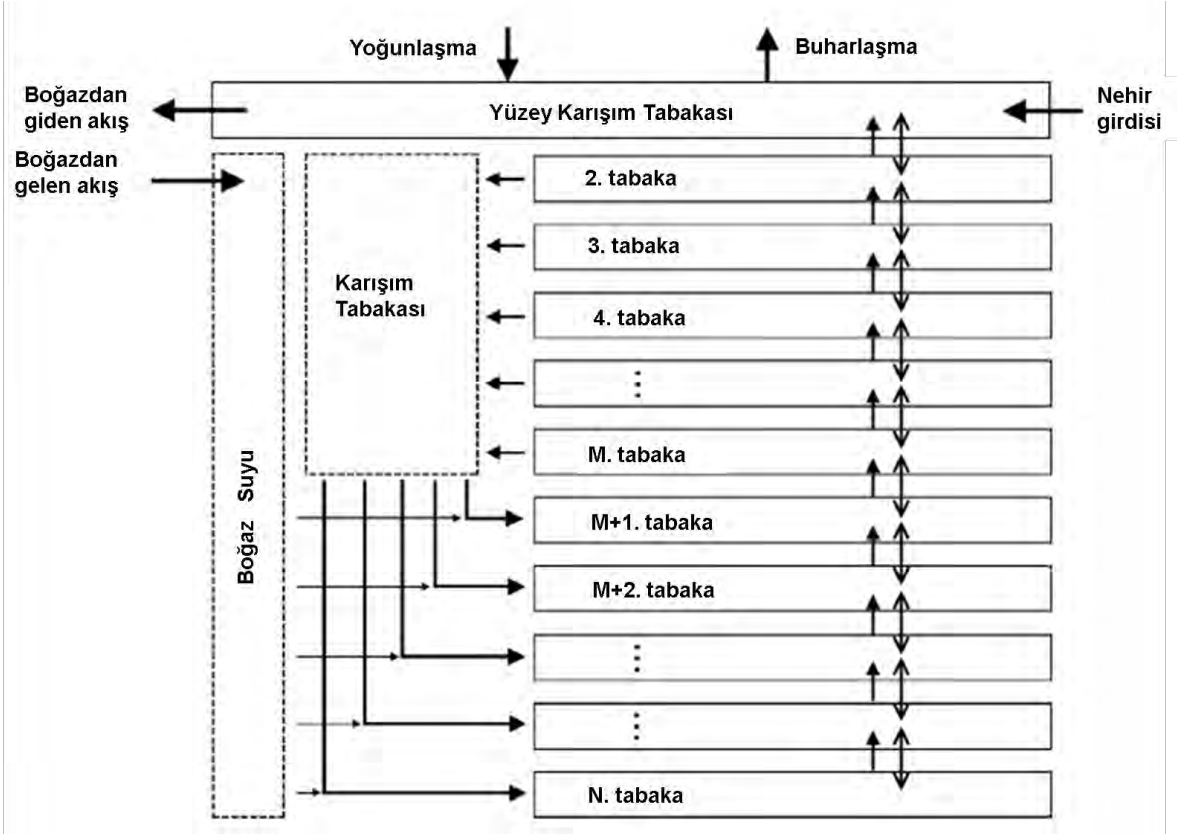 Yoğunlaşma
Buharlaşma
Boğazdan
giden akış
Yüzey Karışım Tabakası
Nehir
girdisi
Boğazdan
gelen akış
2. tabaka
3. tabaka
Karışım
Tabakası
4. tabaka
⋮
M. tabaka
Boğaz Suyu
M+1. tabaka
M+2. tabaka
⋮
⋮
N. tabaka